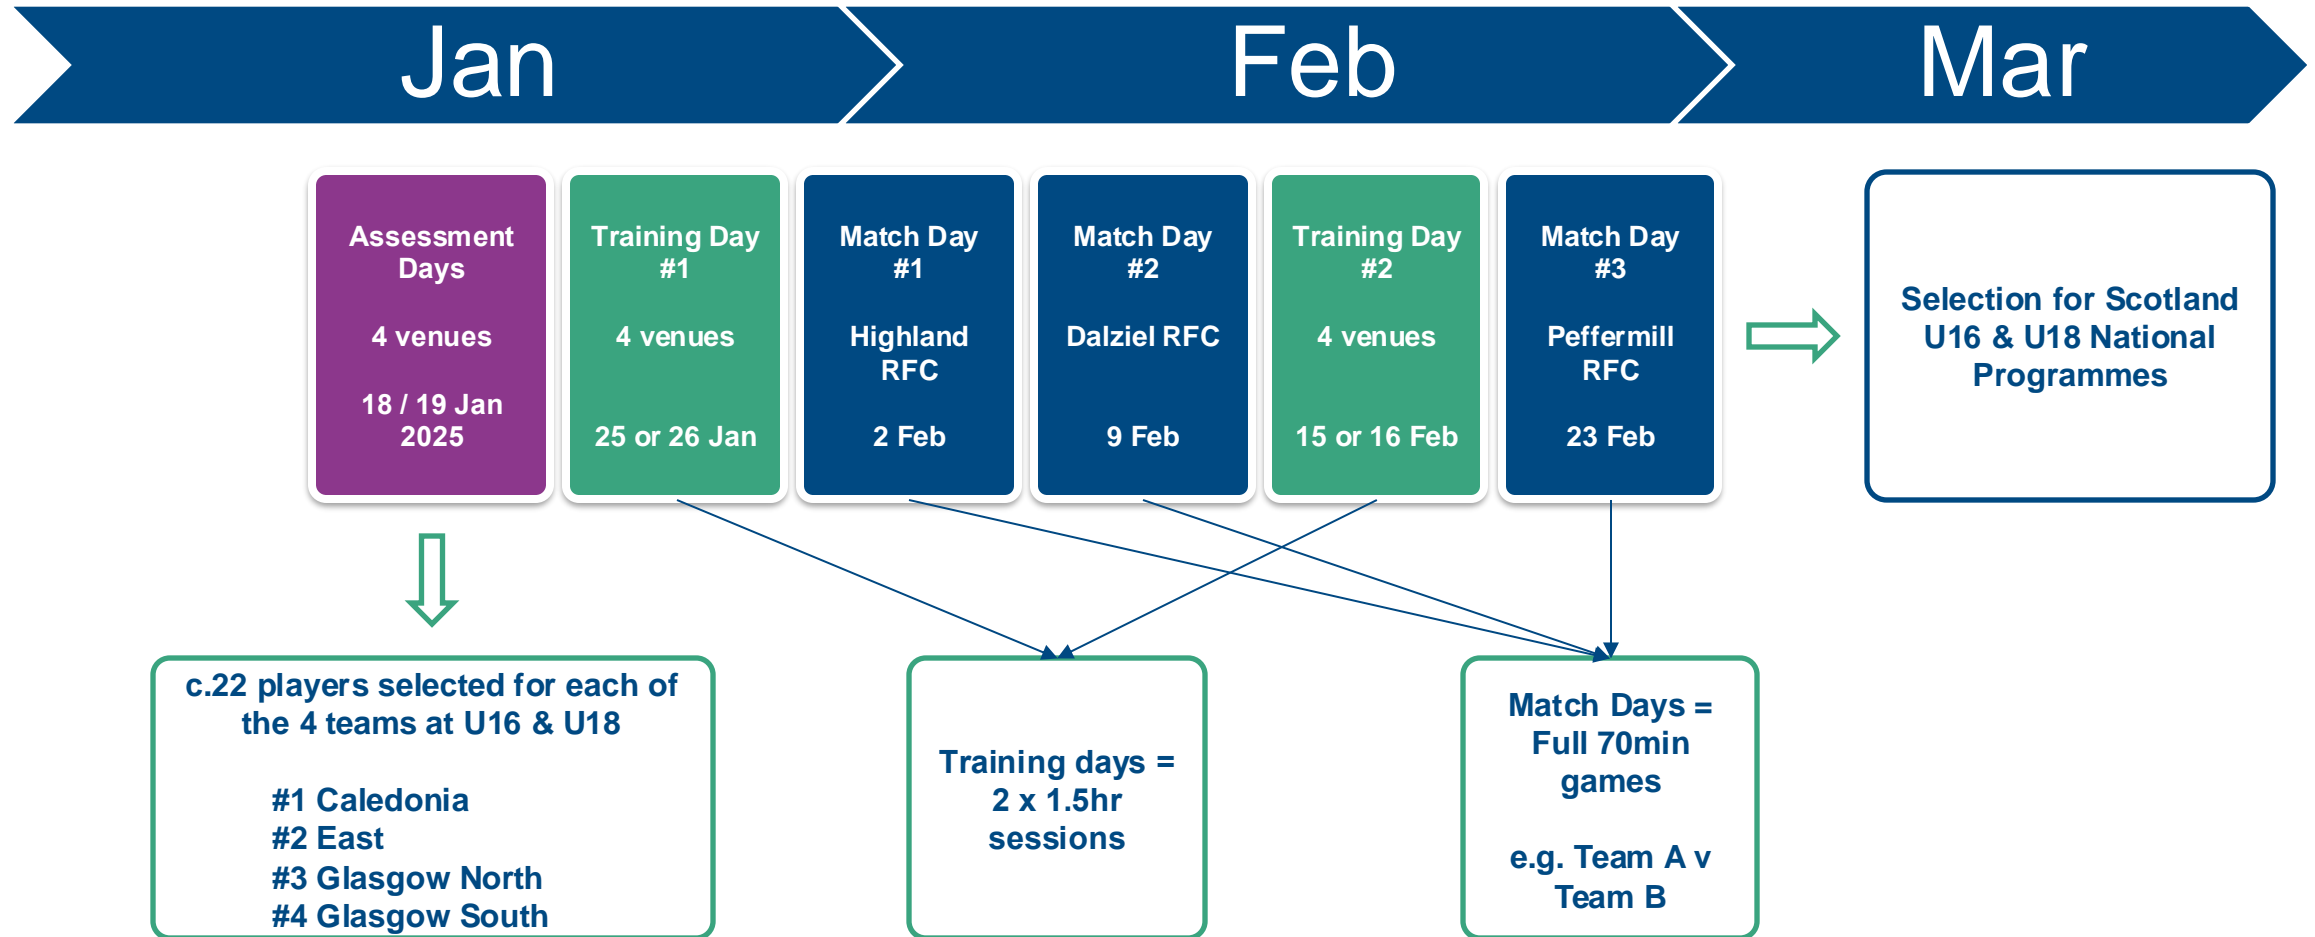 Jan
Feb
Mar
Assessment
Days
4 venues
18 / 19 Jan
2025
Training Day
#1
4 venues
25 or 26 Jan
Match Day
#1
Highland
RFC
2 Feb
Match Day
#2
Dalziel RFC
9 Feb
Training Day
#2
4 venues
15 or 16 Feb
Match Day
#3
Peffermill
RFC
23 Feb
Selection for Scotland
U16 & U18 National
Programmes
c.22 players selected for each of
the 4 teams at U16 & U18
#1 Caledonia
#2 East
#3 Glasgow North
#4 Glasgow South
Training days =
2 x 1.5hr
sessions
Match Days =
Full 70min
games
e.g. Team A v
Team B